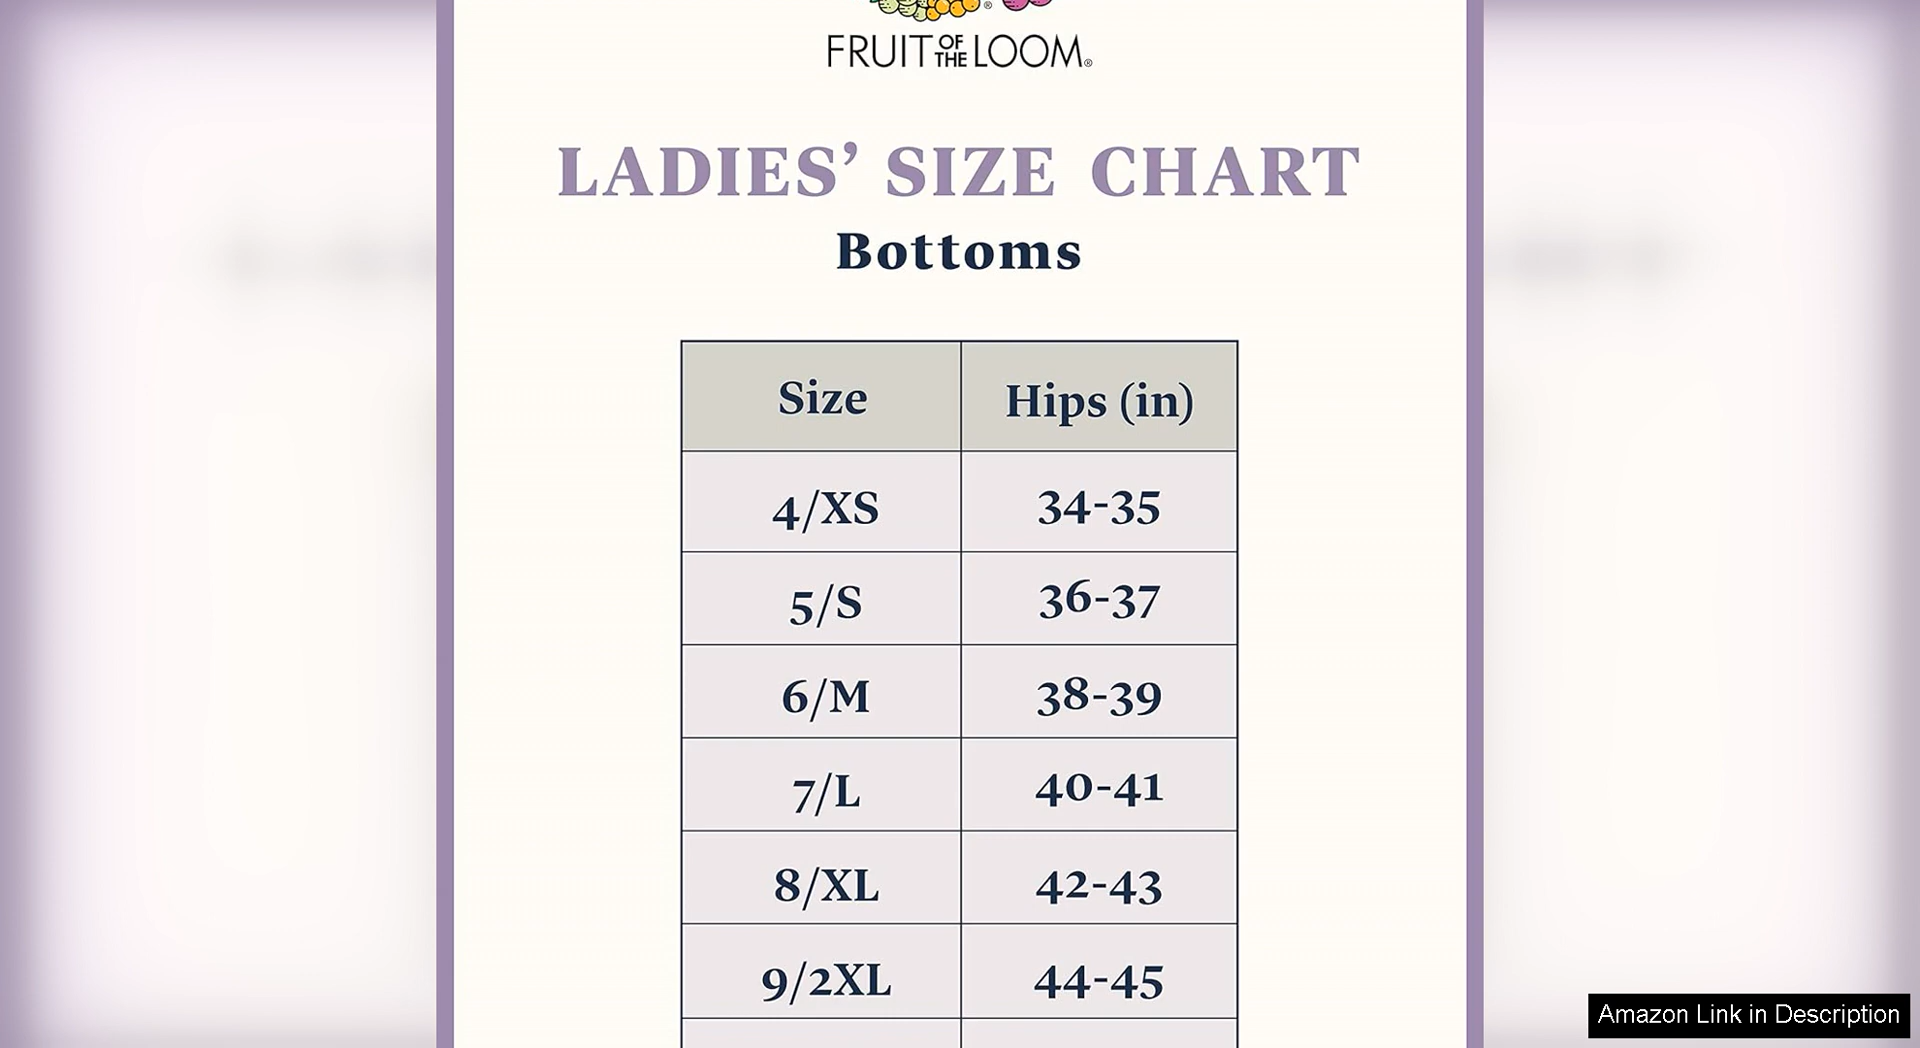 FRUIT OF THE LOOM®
LADIES’ SIZE CHART
Bottoms
Size Hips (in)
4/XS 34-35
5/S 36-37
6/M 38-39
7/L 40-41
8/XL 42-43
9/2XL 44-45
Amazon Link in Description